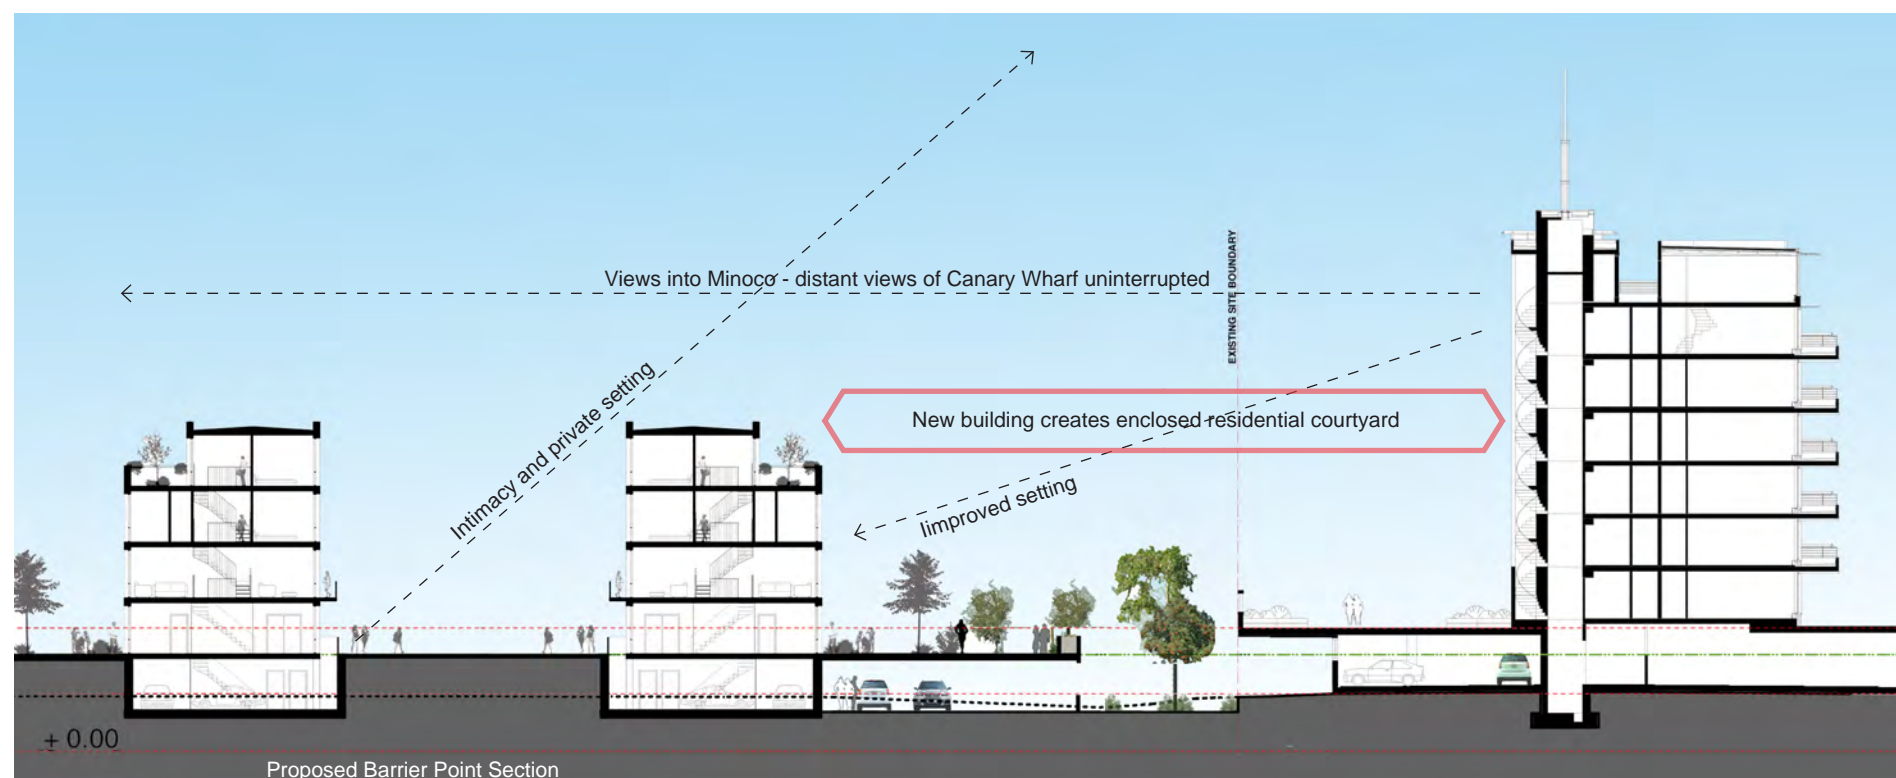 Views into Minoco - distant views of Canary Wharf uninterrupted
EXISTING SITE BOUNDARY
Intimacy and private setting
New building creates enclosed residential courtyard
Iimproved setting
+ 0.00
Proposed Barrier Point Section